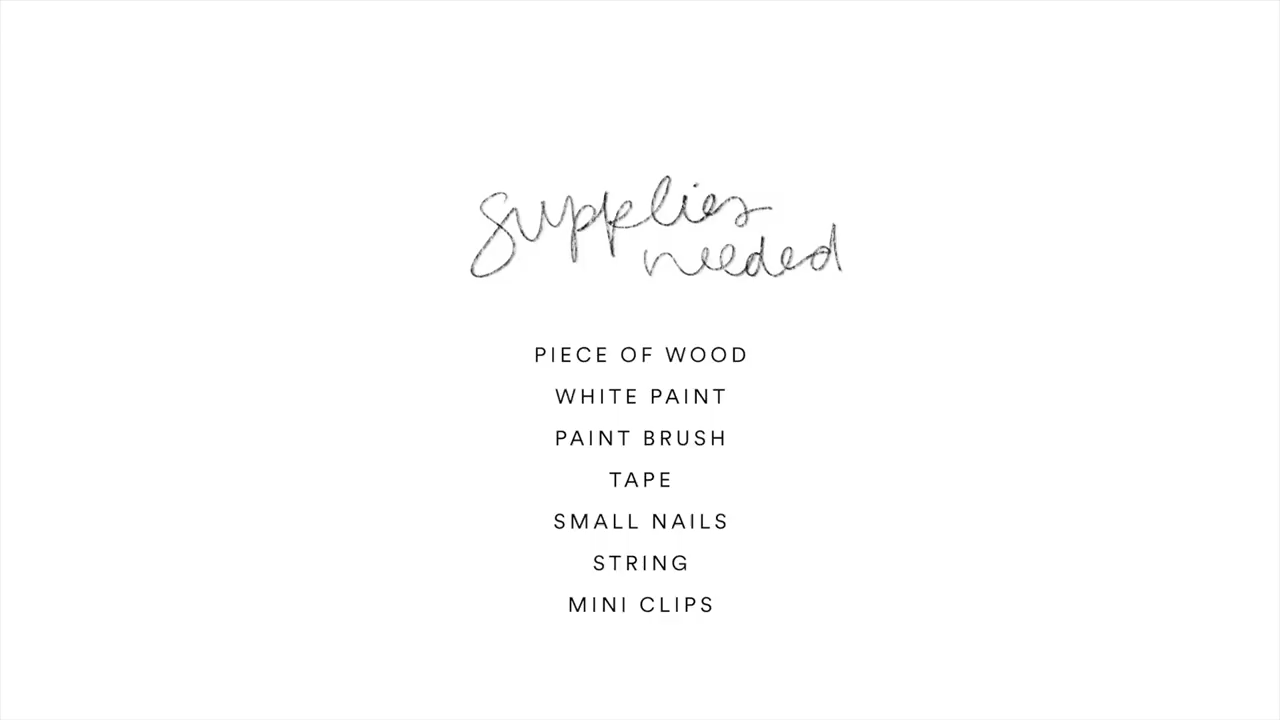 supplies
needed
PIECE OF WOOD
WHITE PAINT
PAINT BRUSH
TAPE
SMALL NAILS
STRING
MINI CLIPS